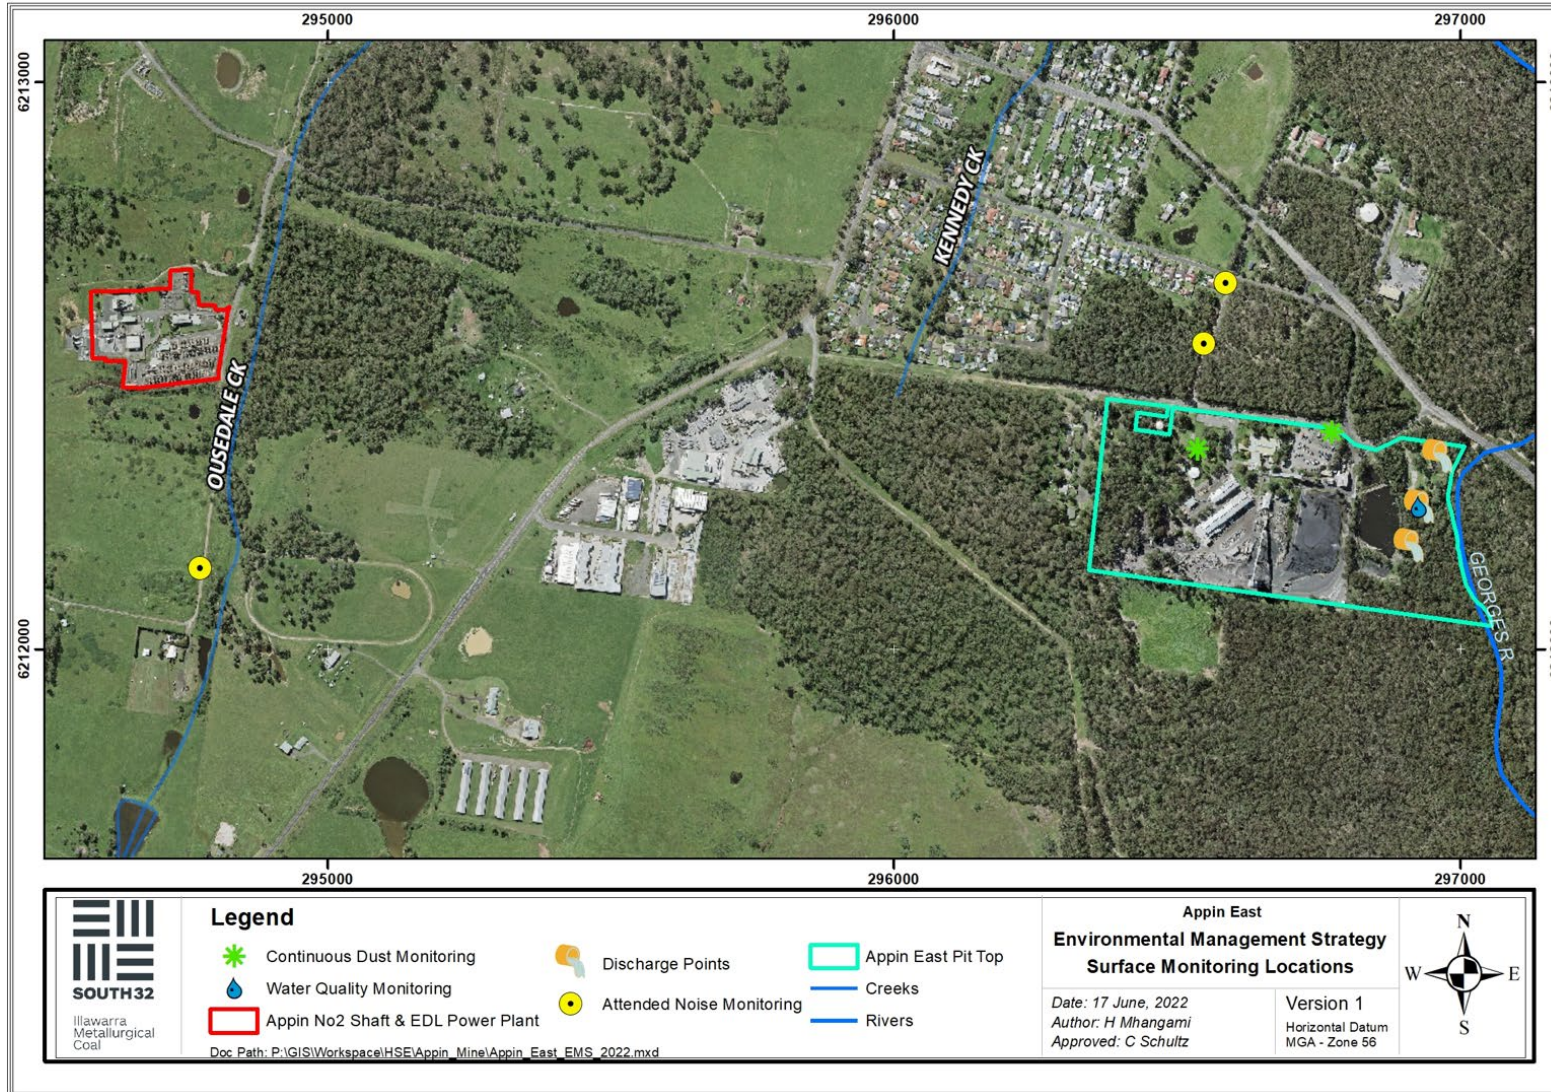 295000
296000
297000
6213000
KENNEDY CK
OUSEDALE CK
GEORGES R
6212000
295000
296000
297000
SOUTH32
Illawarra
Metallurgical
Coal
Legend
Continuous Dust Monitoring
Water Quality Monitoring
Appin No2 Shaft & EDL Power Plant
Discharge Points
Attended Noise Monitoring
Appin East Pit Top
Creeks
Rivers
Doc Path: P:\GIS\Workspace\HSE\Appin_Mine\Appin_East_EMS_2022.mxd
Appin East
Environmental Management Strategy
Surface Monitoring Locations
Date: 17 June, 2022
Author: H Mhangami
Approved: C Schultz
Version 1
Horizontal Datum
MGA - Zone 56
N
W E
S